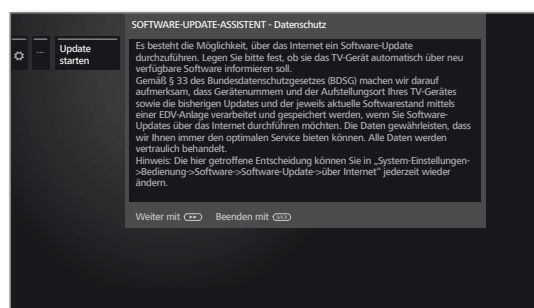 SOFTWARE-UPDATE-ASSISTENT - Datenschutz
...
Update
starten
Es besteht die Möglichkeit, über das Internet ein Software-Update
durchzuführen. Legen Sie bitte fest, ob sie das TV-Gerät automatisch über neu
verfügbare Software informieren soll.
Gemäß § 33 des Bundesdatenschutzgesetzes (BDSG) machen wir darauf
aufmerksam, dass Gerätenummern und der Aufstellungsort Ihres TV-Gerätes
sowie die bisherigen Updates und der jeweils aktuelle Softwarestand mittels
einer EDV-Anlage verarbeitet und gespeichert werden, wenn Sie Software-
Updates über das Internet durchführen möchten. Die Daten gewährleisten, dass
wir Ihnen immer den optimalen Service bieten können. Alle Daten werden
vertraulich behandelt.
Hinweis: Die hier getroffene Entscheidung können Sie in „System-Einstellungen-
>Bedienung->Software->Software-Update->über Internet" jederzeit wieder
ändern.
Weiter mit Beenden mit BACK